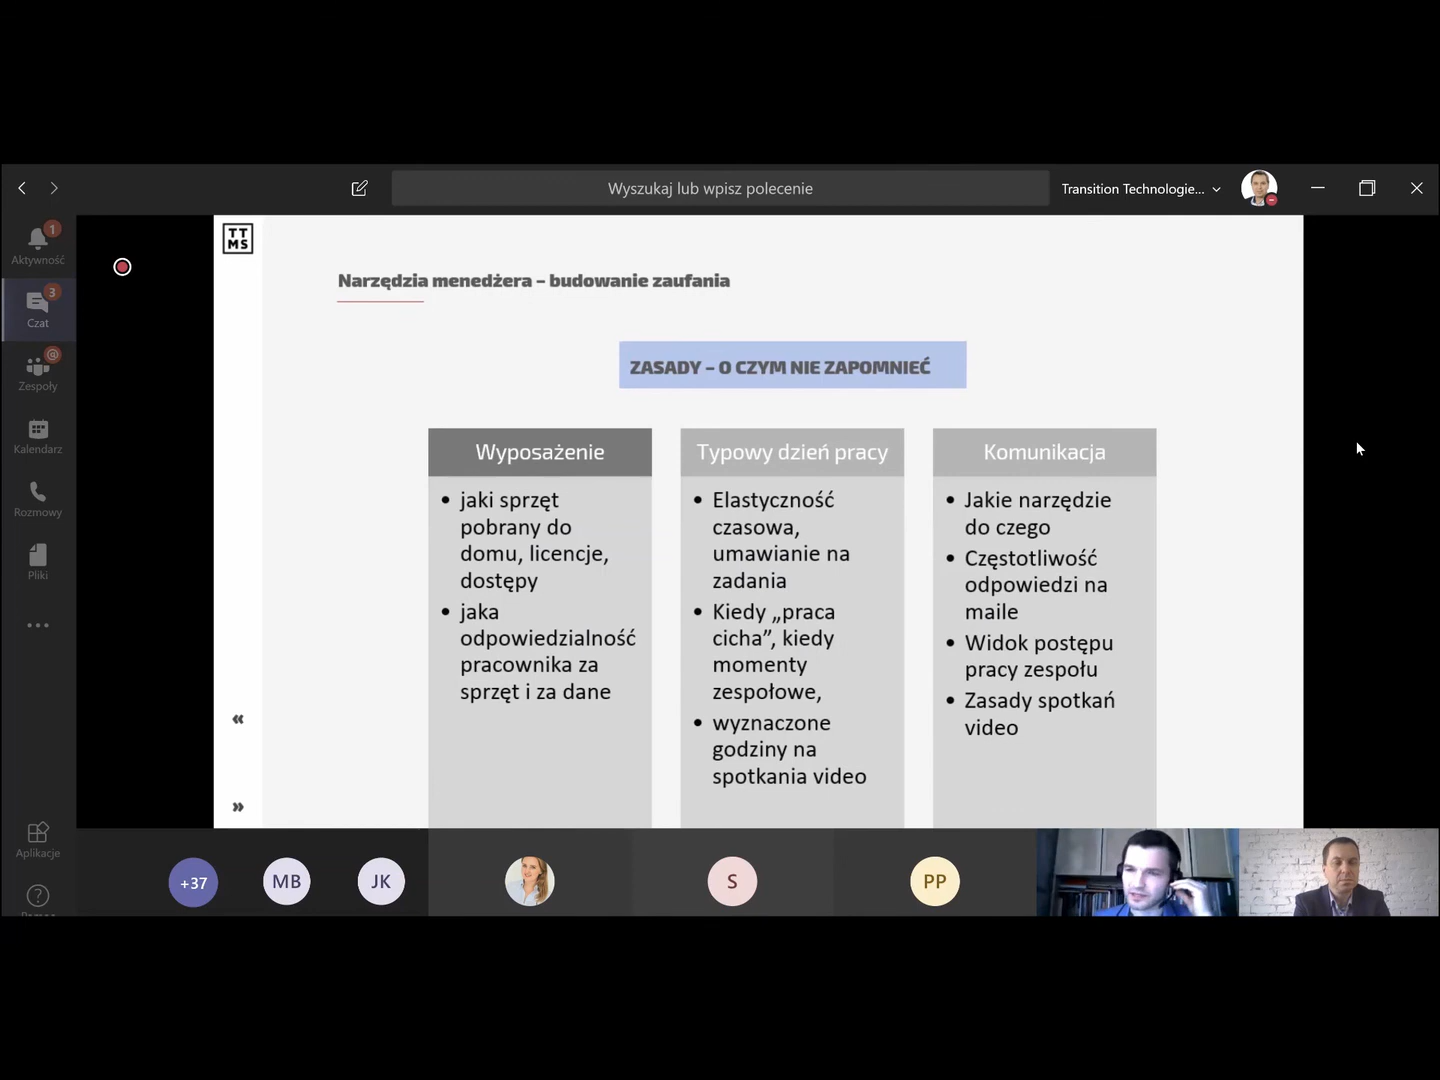 Wyszukaj lub wpisz polecenie
Transition Technologie...
1
Aktywność
3
Czat
@
Zespoły
Kalendarz
Rozmowy
Pliki
Aplikacje
TT
MS
Narzędzia menedżera – budowanie zaufania
ZASADY – O CZYM NIE ZAPOMNIEĆ
Wyposażenie
• jaki sprzęt
pobrany do
domu, licencje,
dostępy
• jaka
odpowiedzialność
pracownika za
sprzęt i za dane
Typowy dzień pracy
• Elastyczność
czasowa,
umawianie na
zadania
• Kiedy „praca
cicha”, kiedy
momenty
zespołowe,
• wyznaczone
godziny na
spotkania video
Komunikacja
• Jakie narzędzie
do czego
• Częstotliwość
odpowiedzi na
maile
• Widok postępu
pracy zespołu
• Zasady spotkań
video
«
»
+37
MB
JK
S
PP